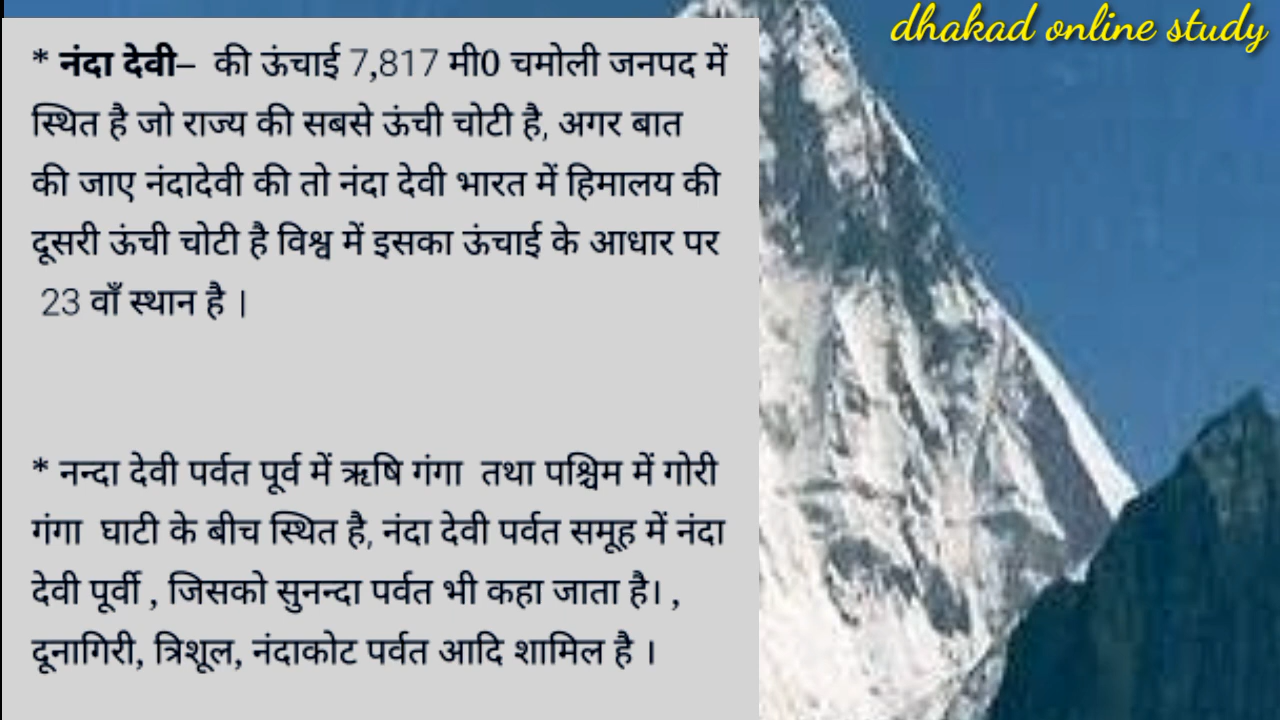 dhakad online study
* नंदा देवी– की ऊंचाई 7,817 मी0 चमोली जनपद में
स्थित है जो राज्य की सबसे ऊंची चोटी है, अगर बात
की जाए नंदादेवी की तो नंदा देवी भारत में हिमालय की
दूसरी ऊंची चोटी है विश्व में इसका ऊंचाई के आधार पर
23 वाँ स्थान है ।
* नन्दा देवी पर्वत पूर्व में ऋषि गंगा तथा पश्चिम में गोरी
गंगा घाटी के बीच स्थित है, नंदा देवी पर्वत समूह में नंदा
देवी पूर्वी , जिसको सुनन्दा पर्वत भी कहा जाता है। ,
दूनागिरी, त्रिशूल, नंदाकोट पर्वत आदि शामिल है ।